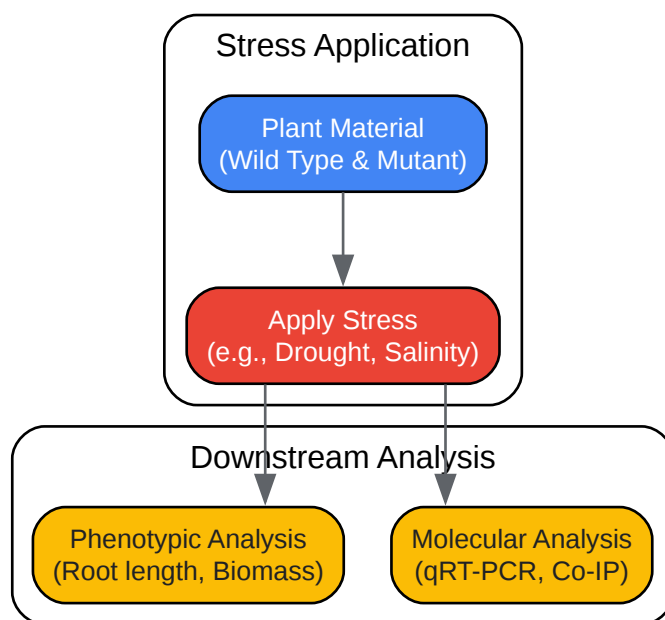 Stress Application
Plant Material
(Wild Type & Mutant)
Apply Stress
(e.g., Drought, Salinity)
Downstream Analysis
Phenotypic Analysis
(Root length, Biomass)
Molecular Analysis
(qRT-PCR, Co-IP)